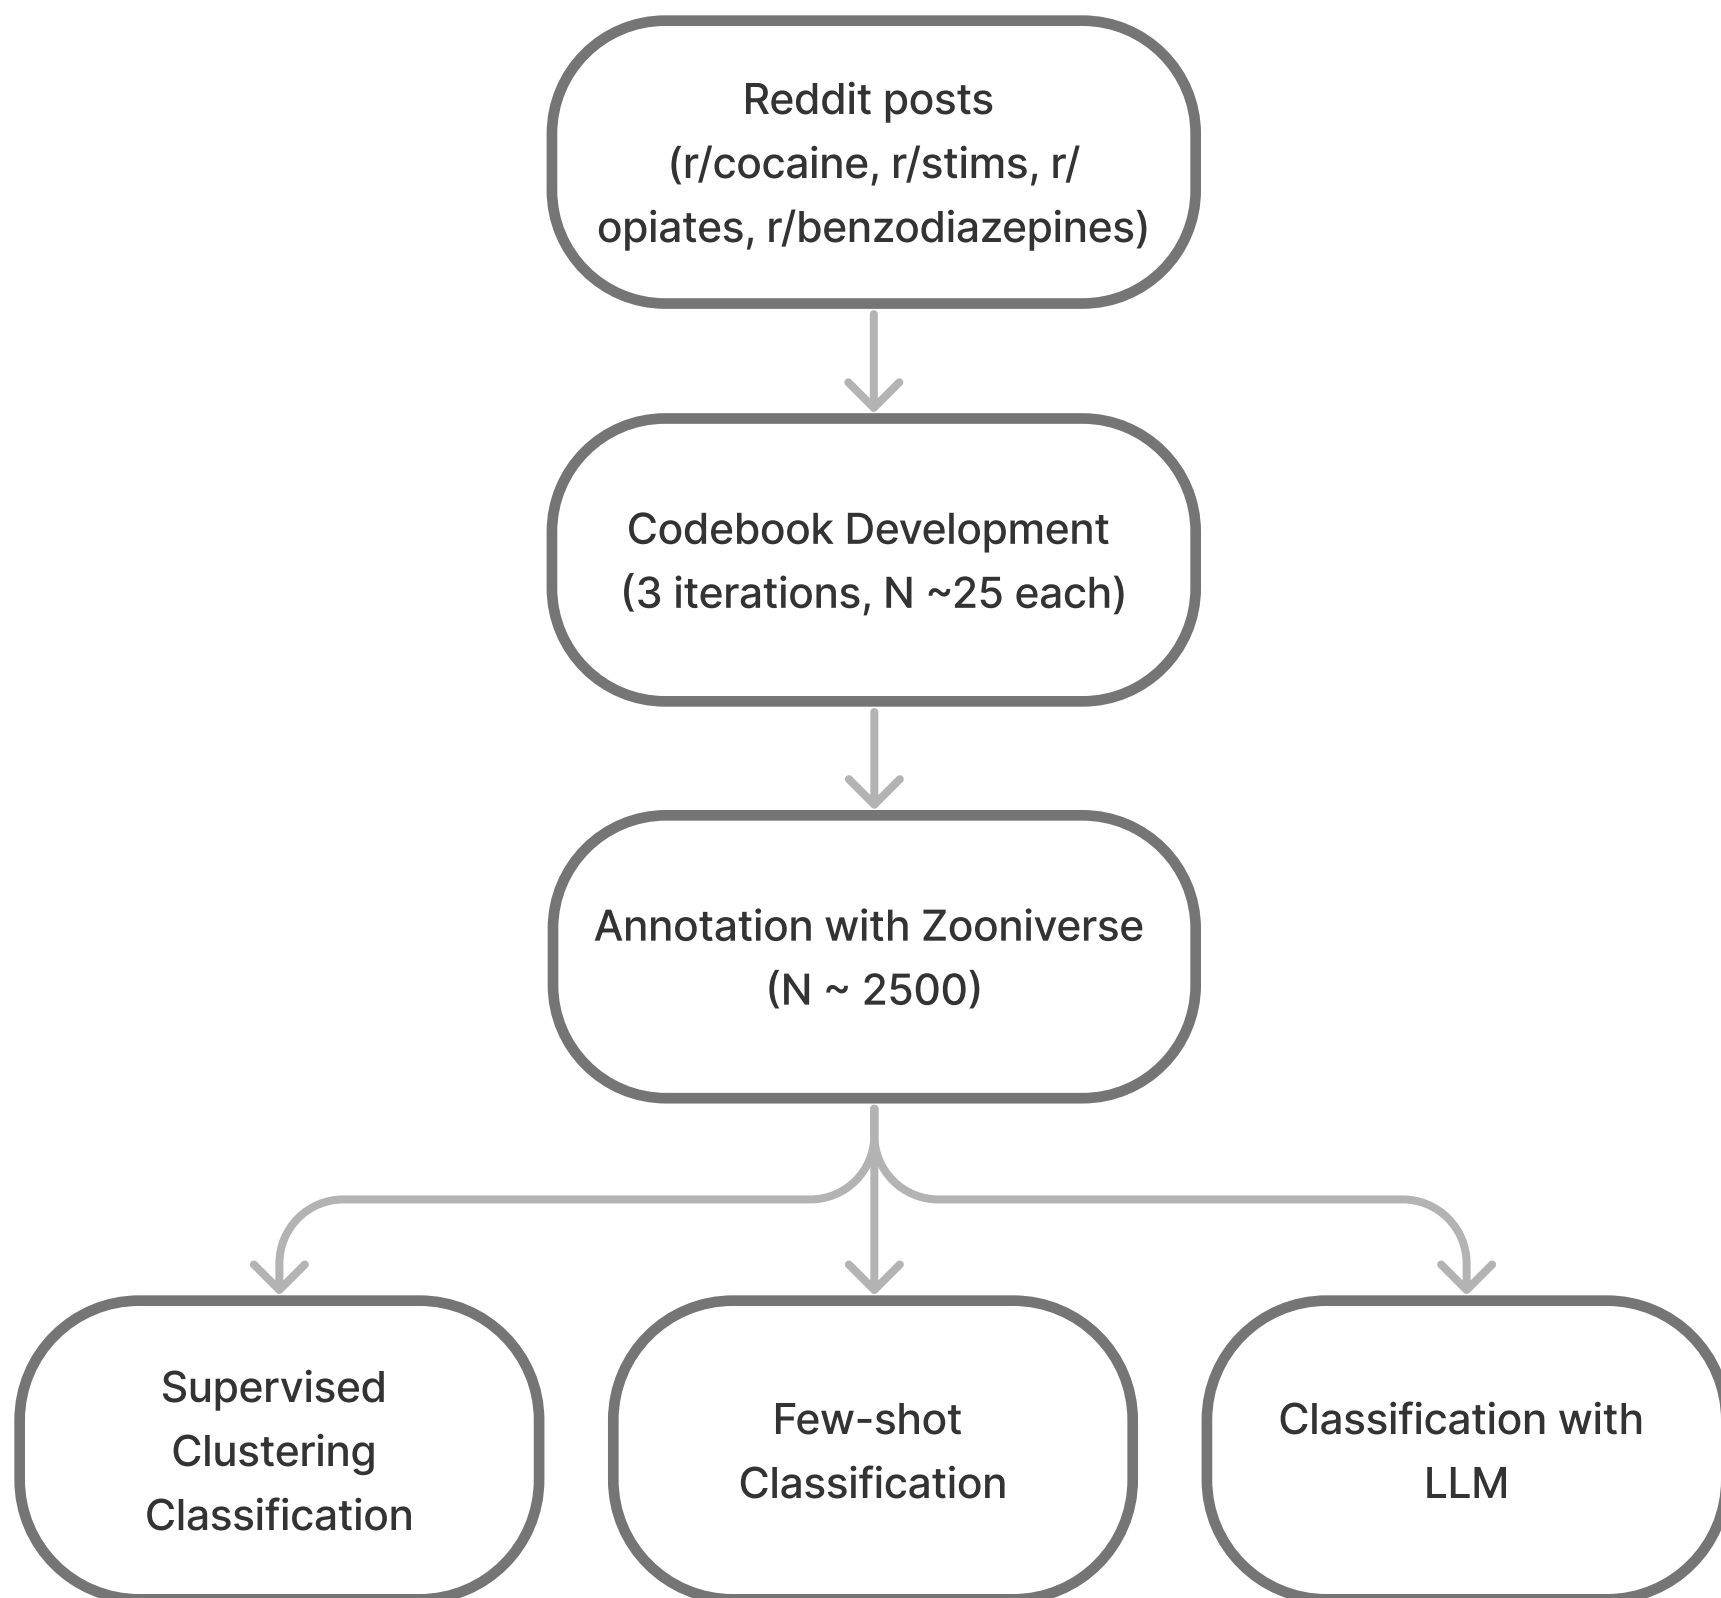 Reddit posts
(r/cocaine, r/stims, r/
opiates, r/benzodiazepines)
Codebook Development
(3 iterations, N ~25 each)
Annotation with Zooniverse
(N ~ 2500)
Supervised
Clustering
Classification
Few-shot
Classification
Classification with
LLM